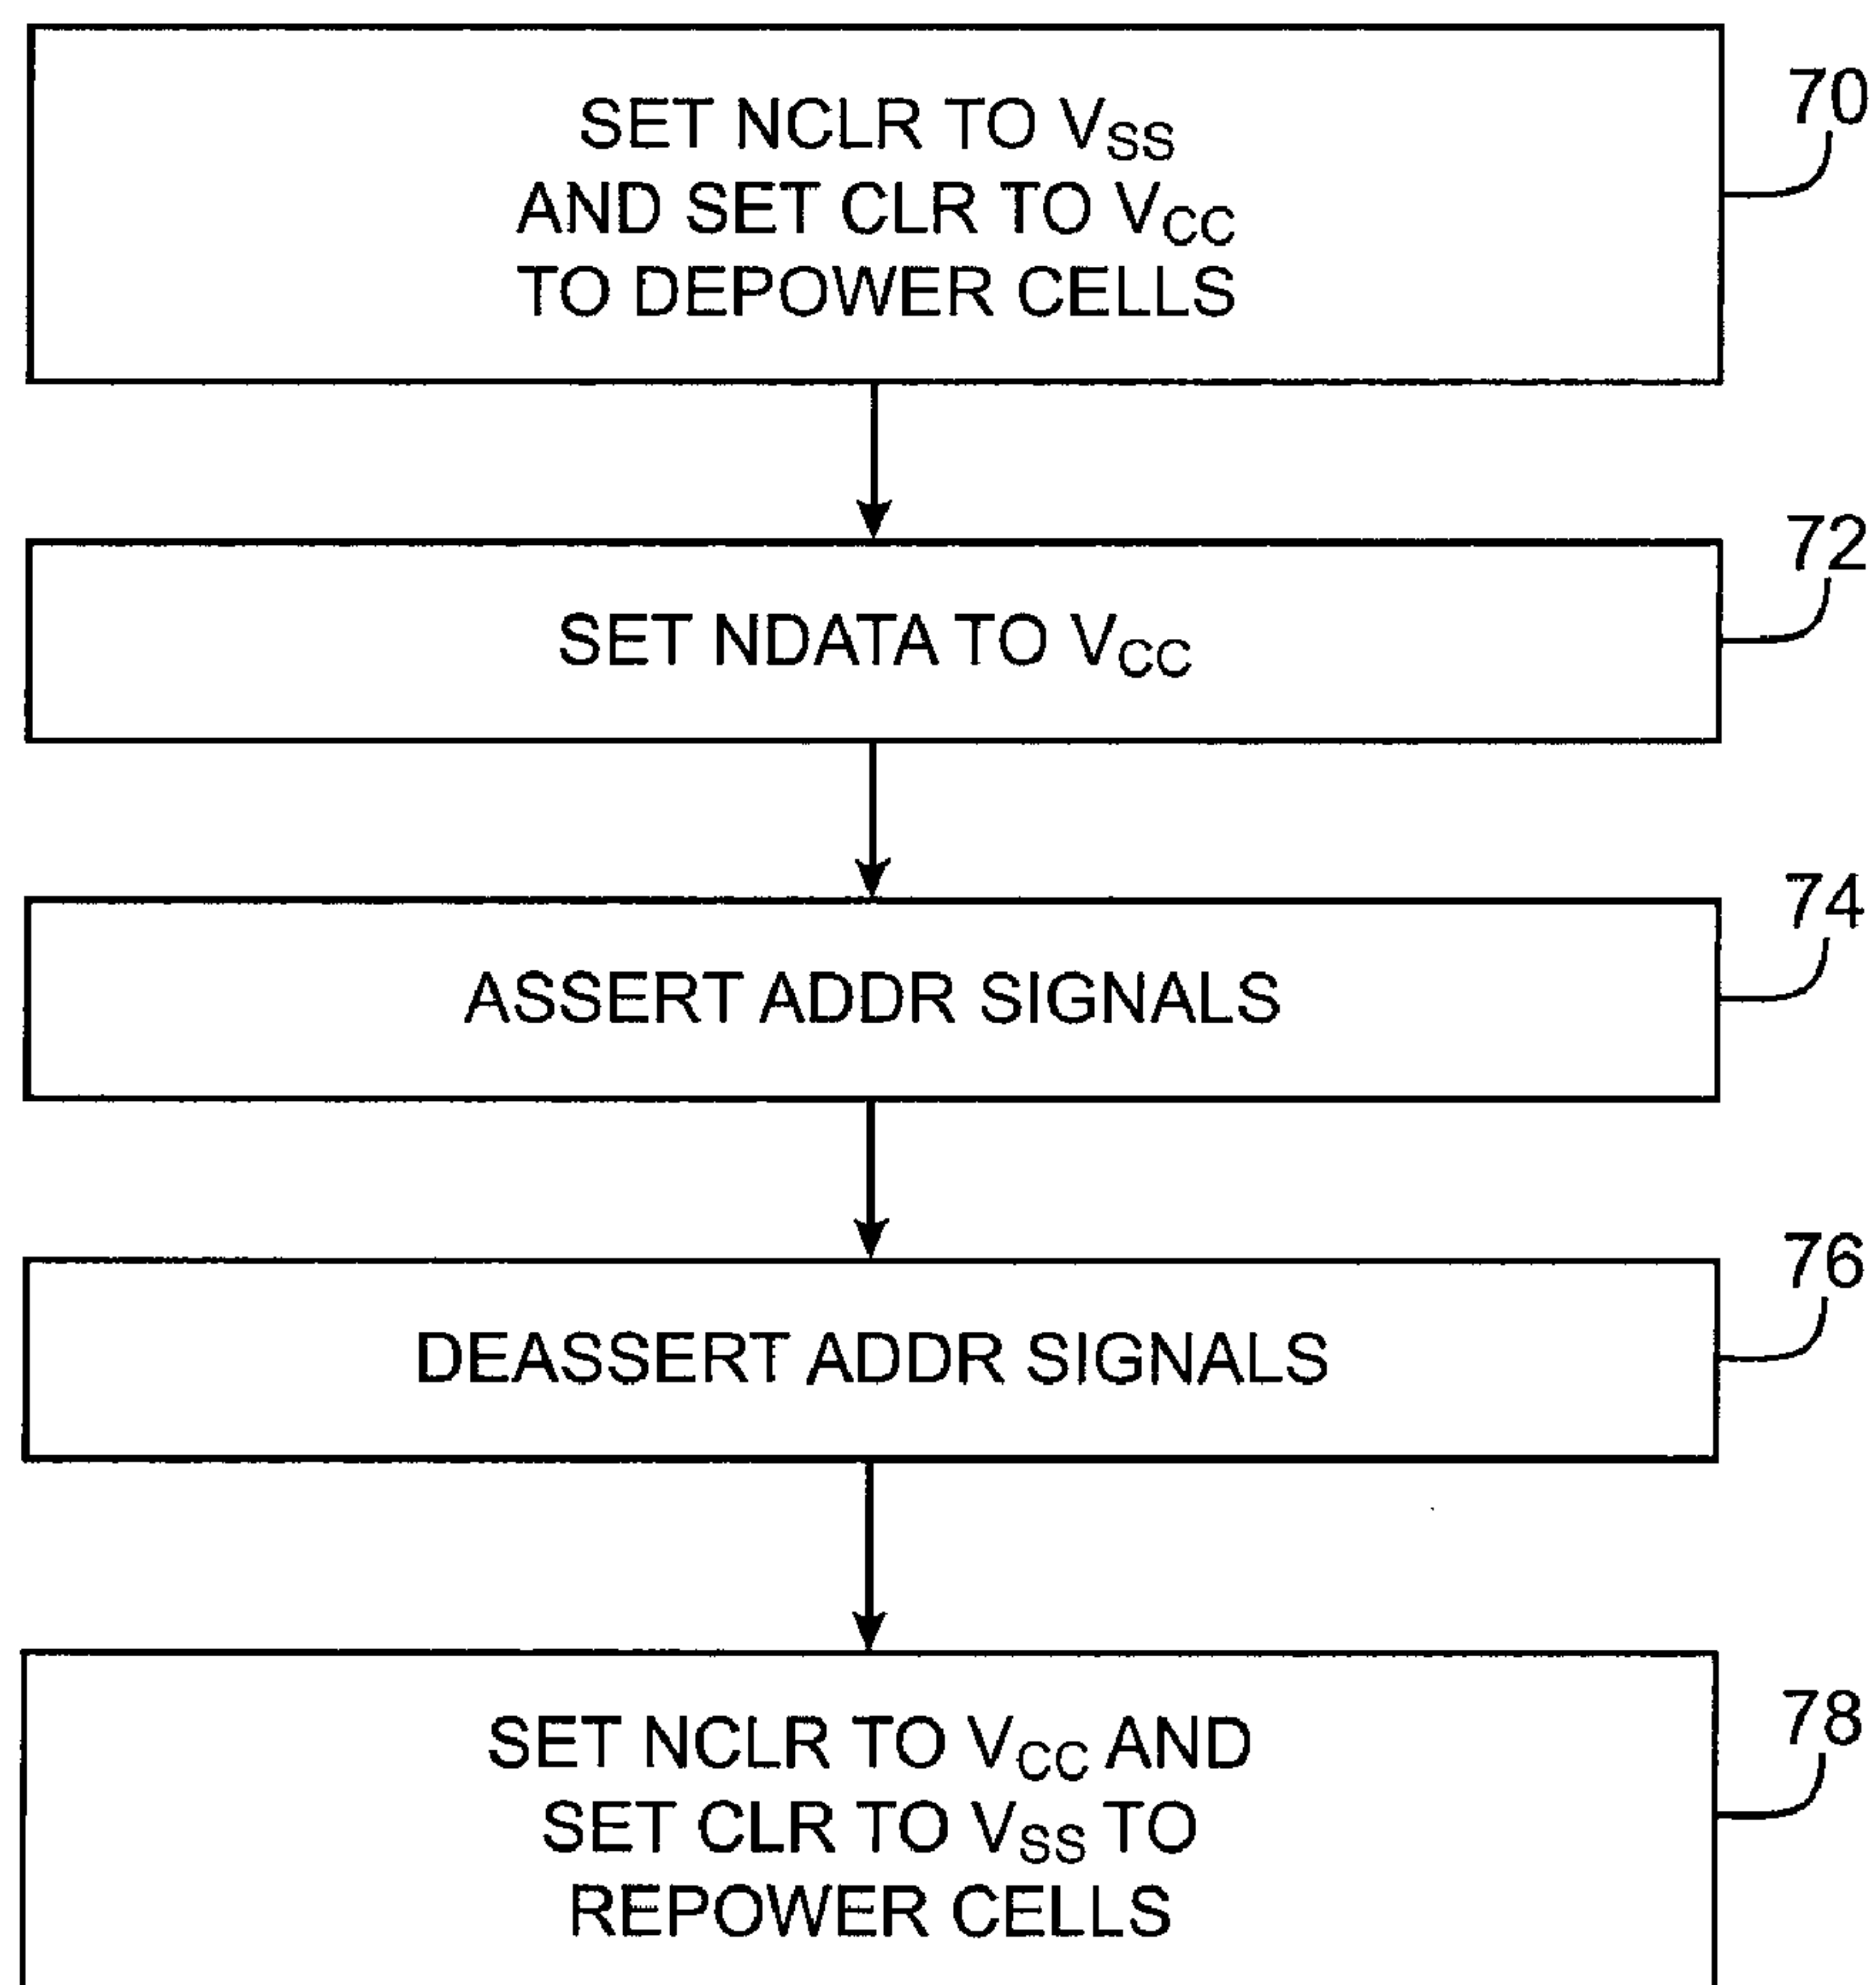 SET NCLR TO VSS
AND SET CLR TO VCC
TO DEPOWER CELLS
70
SET NDATA TO VCC
72
ASSERT ADDR SIGNALS
74
DEASSERT ADDR SIGNALS
76
SET NCLR TO VCC AND
SET CLR TO VSS TO
REPOWER CELLS
78